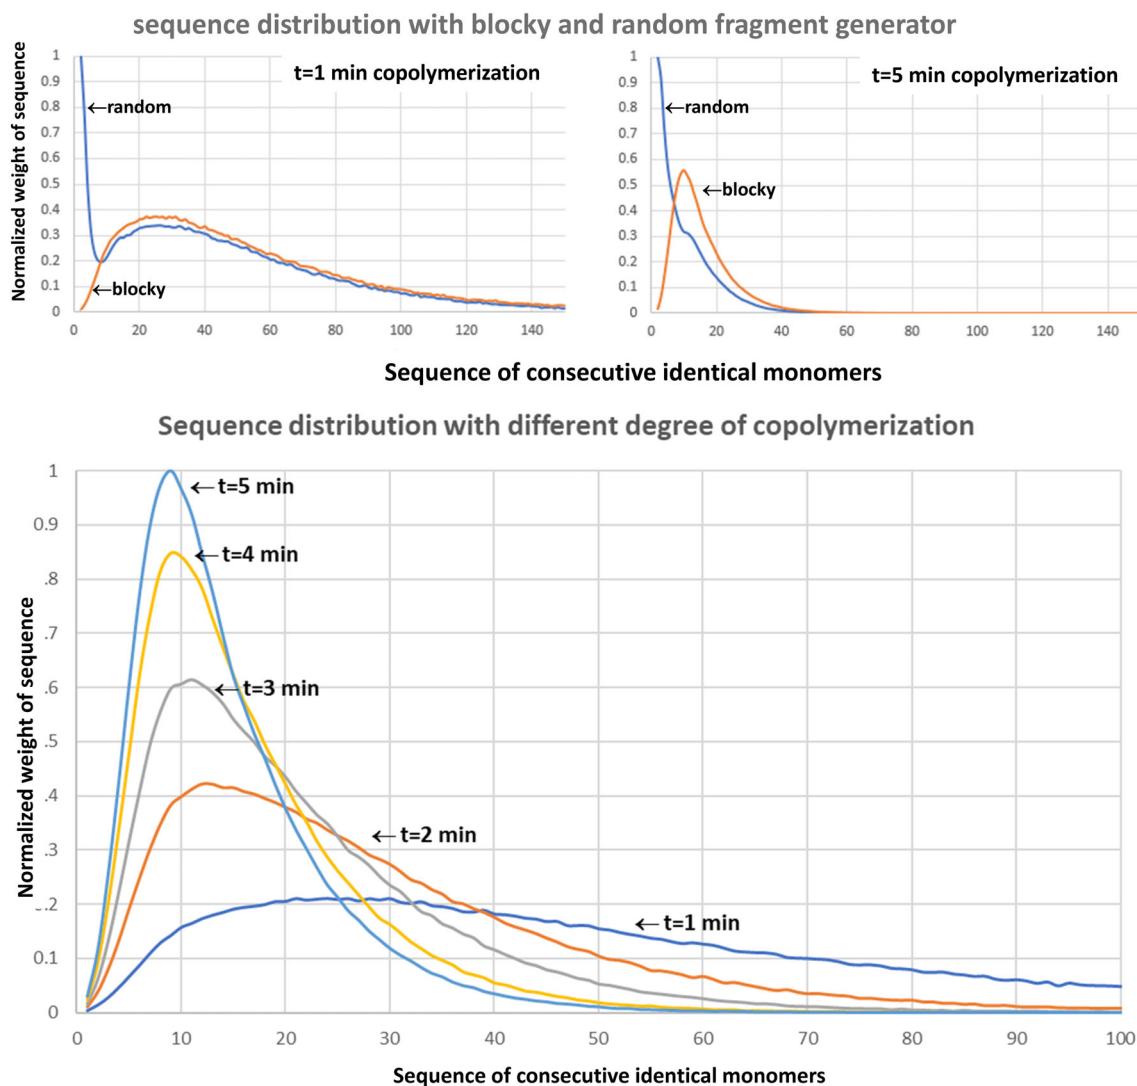 sequence distribution with blocky and random fragment generator
Normalized weight of sequence
1
0.9
0.8
0.7
0.6
0.5
0.4
0.3
0.2
0.1
0
t=1 min copolymerization
←random
←blocky
0 20 40 60 80 100 120 140
1
0.9
0.8
0.7
0.6
0.5
0.4
0.3
0.2
0.1
0
t=5 min copolymerization
←random
←blocky
0 20 40 60 80 100 120 140
Sequence of consecutive identical monomers
Sequence distribution with different degree of copolymerization
Normalized weight of sequence
1
0.9
.8
.7
.6
.5
.4
.3
.2
0.1
0
←t=5 min
←t=4 min
←t=3 min
←t=2 min
←t=1 min
0 10 20 30 40 50 60 70 80 90 100
Sequence of consecutive identical monomers